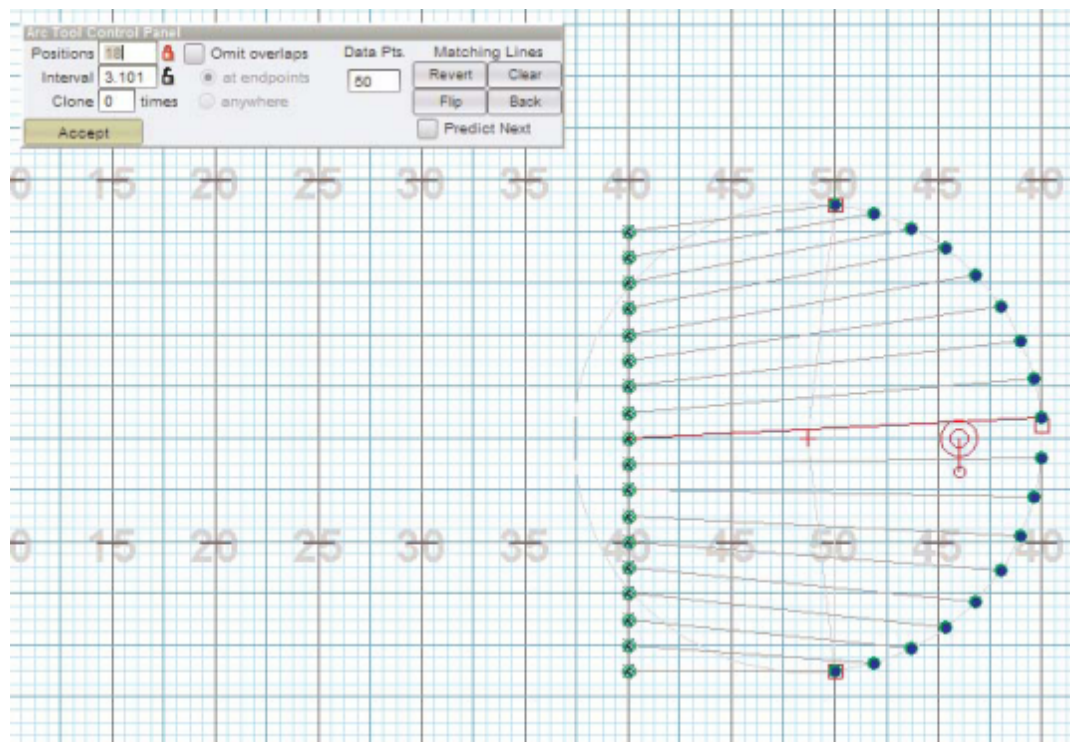 Arc Tool Control Panel
Positions 18 Omit overlaps Data Pts. Matching Lines
Interval 3.101 at endpoints 50 Revert Clear
Clone 0 times anywhere Flip Back
Accept Predict Next
0 15 20 25 30 35 40 45 50 45 40
0 15 20 25 30 35 40 45 50 45 40